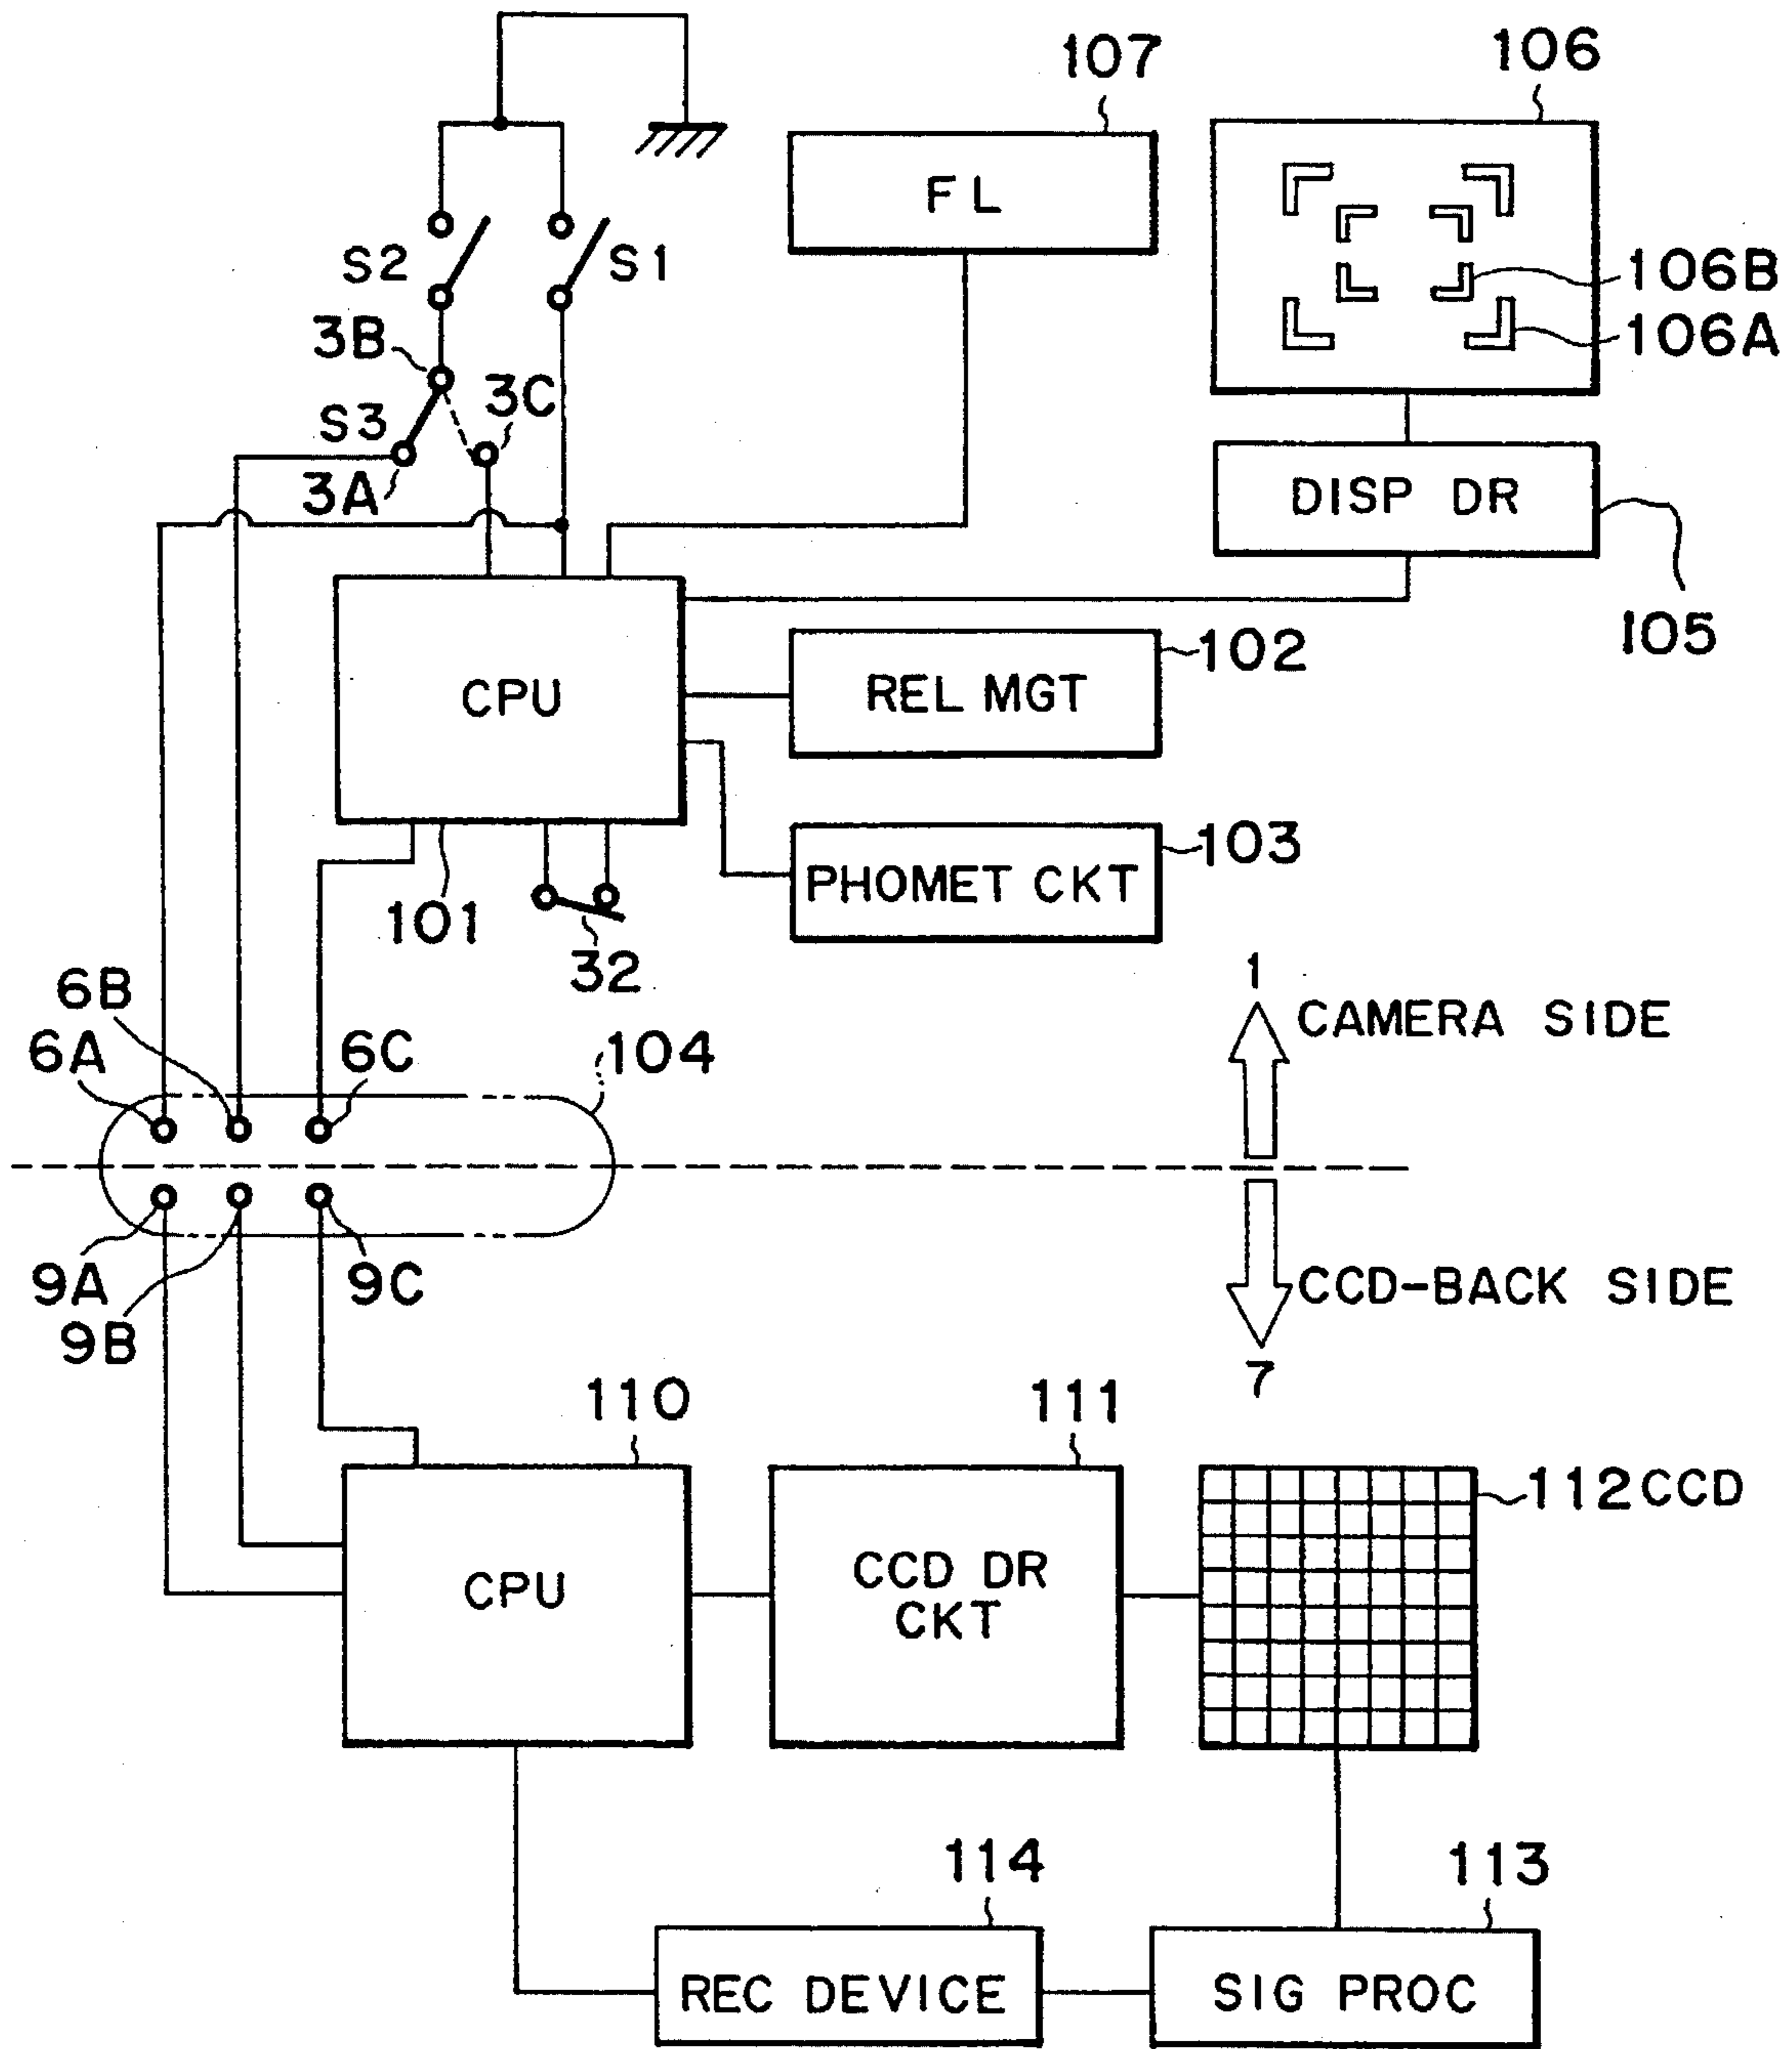 107
106
FL
S2
S1
106B
106A
3B
3C
S3
3A
DISP DR
105
CPU
102
REL MGT
103
PHOMET CKT
101
32
1
CAMERA SIDE
6B
6A
6C
104
9A
9B
9C
CCD-BACK SIDE
7
110
111
112CCD
CPU
CCD DR
CKT
114
113
REC DEVICE
SIG PROC